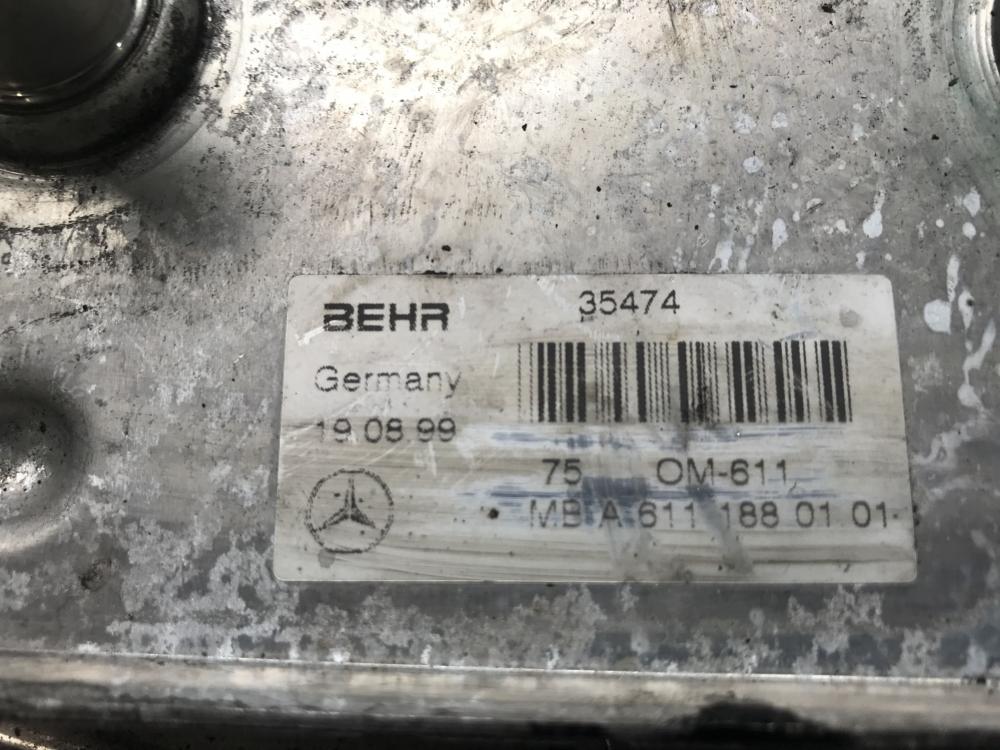 BEHR
35474
Germany
19.08.99
75 OM-611
MB A 611 188 01 01